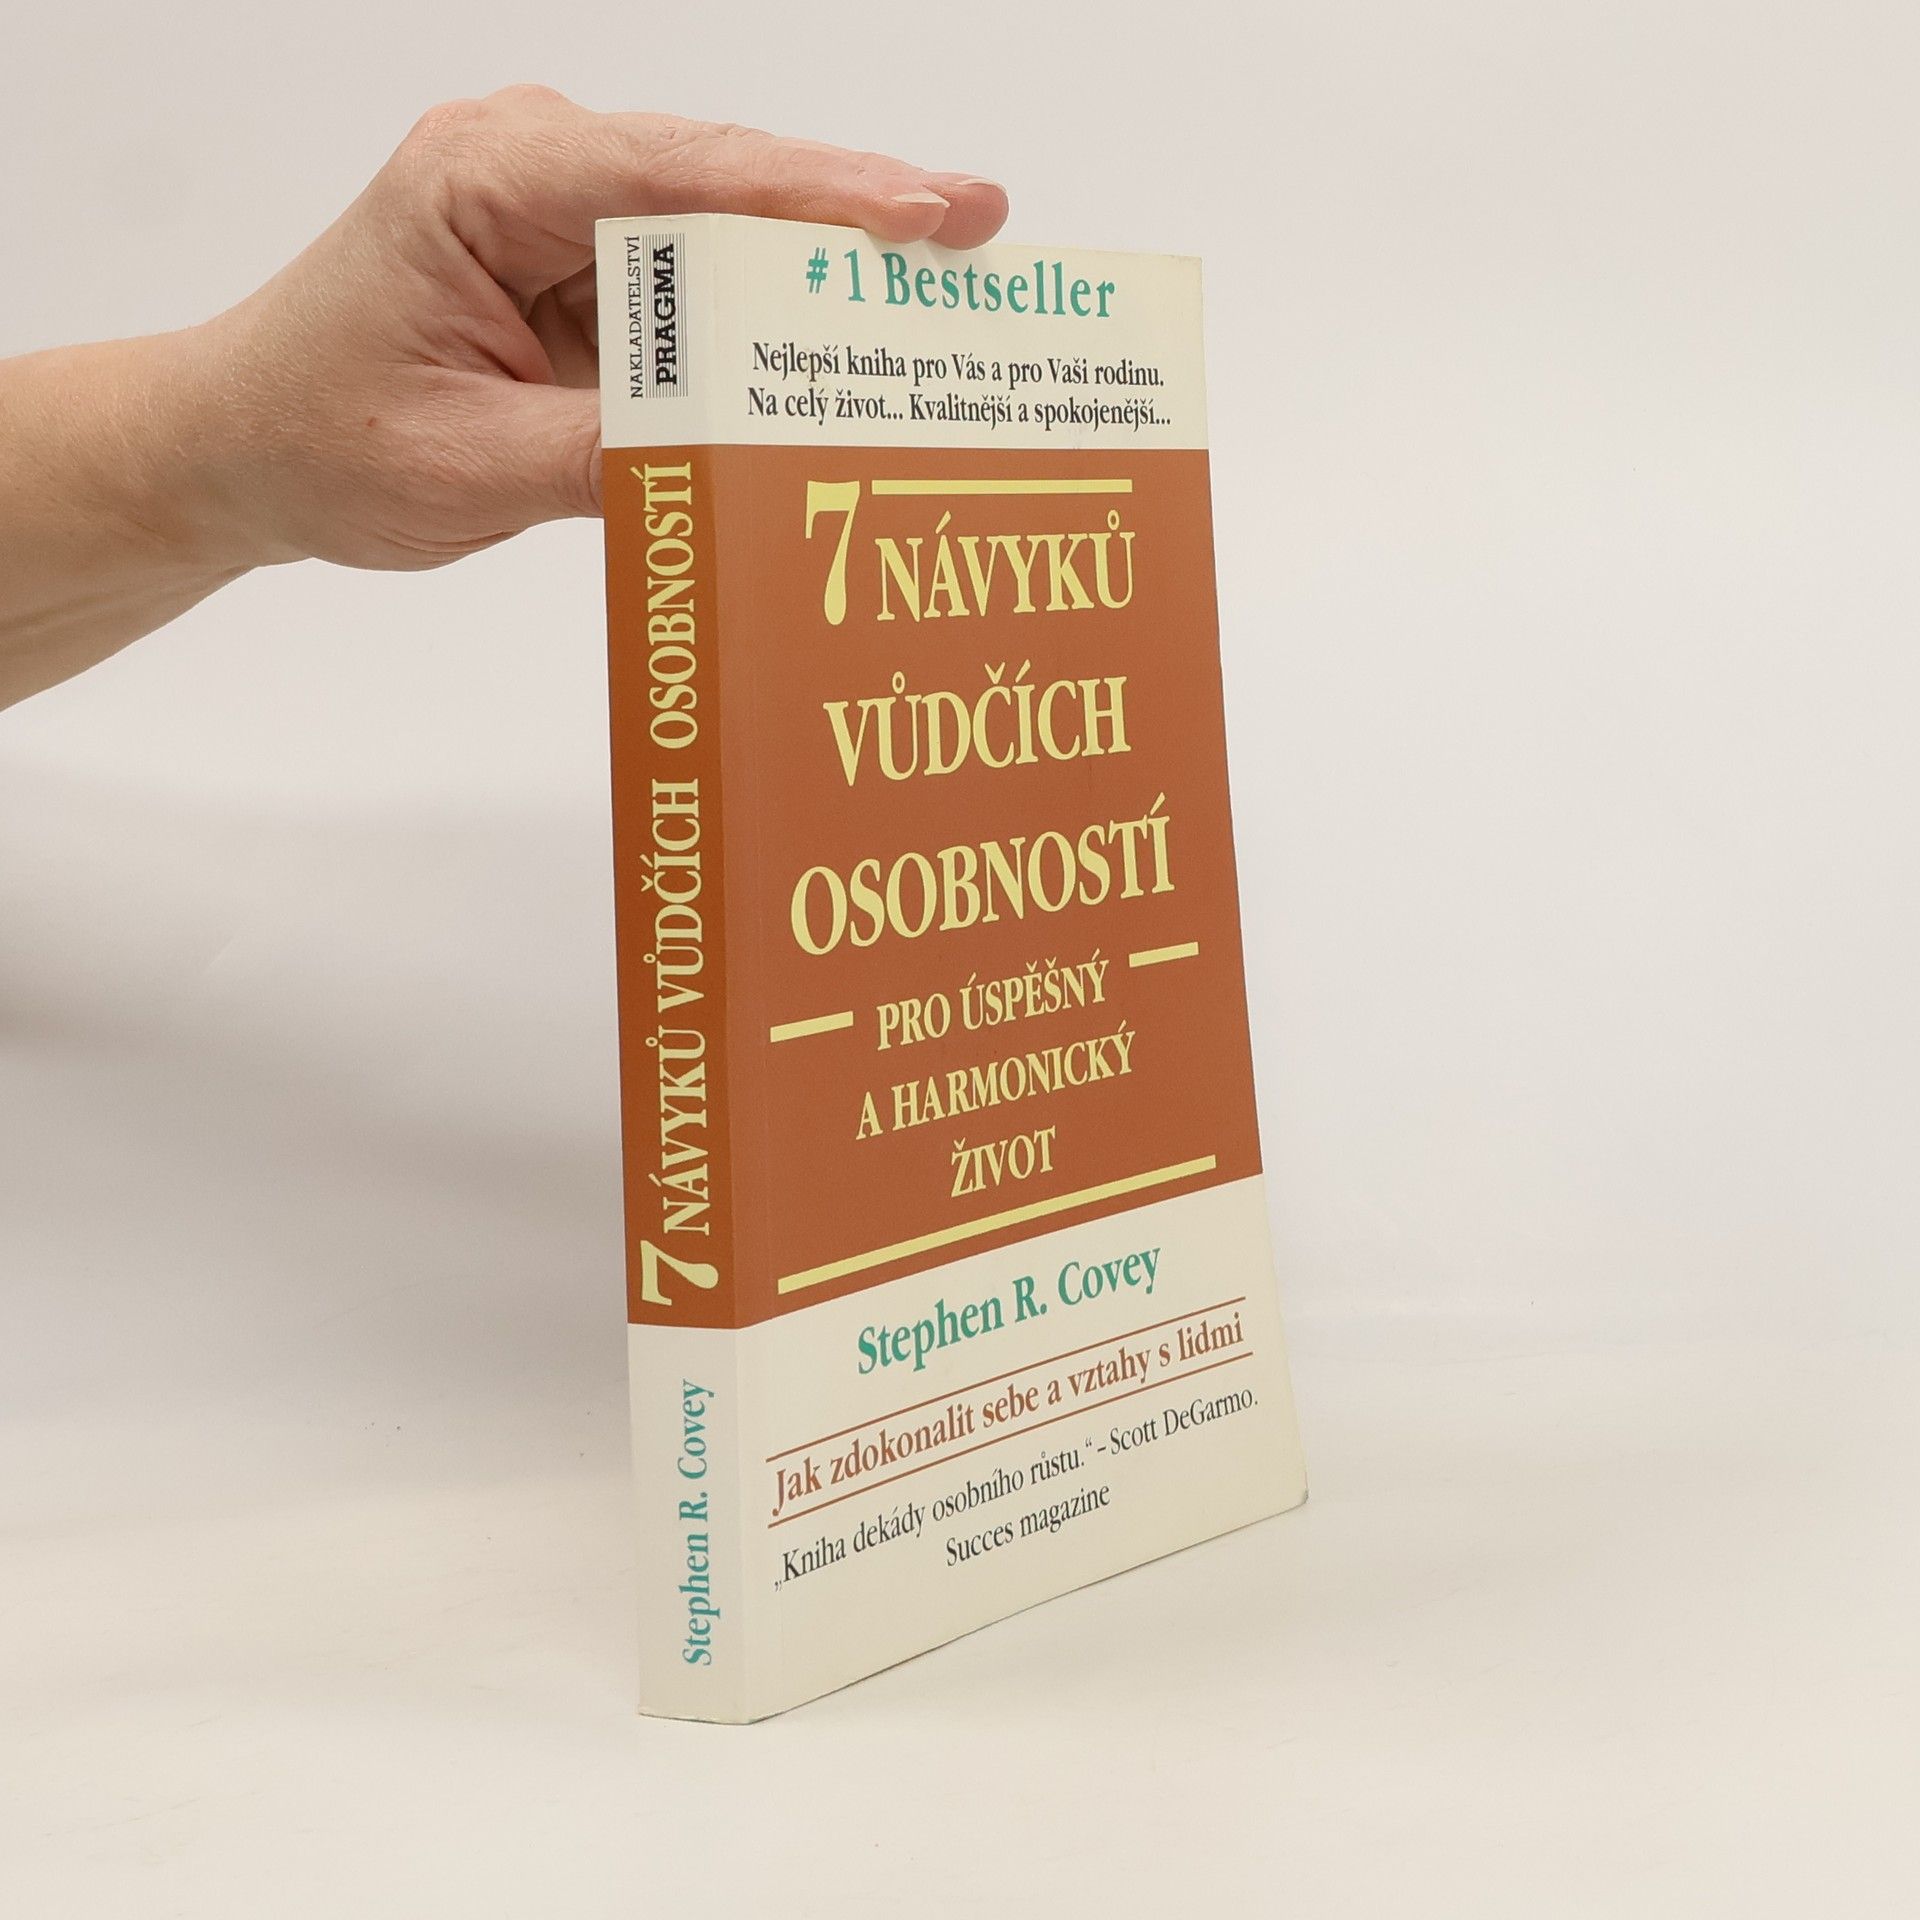 NAKLADATELSTVÍ
PRAGMA
7 NÁVYKŮ VŮDČÍCH OSOBNOSTÍ
Stephen R. Covey
# 1 Bestseller
Nejlepší kniha pro Vás a pro Vaši rodinu.
Na celý život... Kvalitnější a spokojenější...
7 NÁVYKŮ
VŮDČÍCH
OSOBNOSTÍ
PRO ÚSPĚŠNÝ
A HARMONICKÝ
ŽIVOT
Stephen R. Covey
Jak zdokonalit sebe a vztahy s lidmi
„Kniha dekády osobního růstu.“ – Scott DeGarmo.
Succes magazine